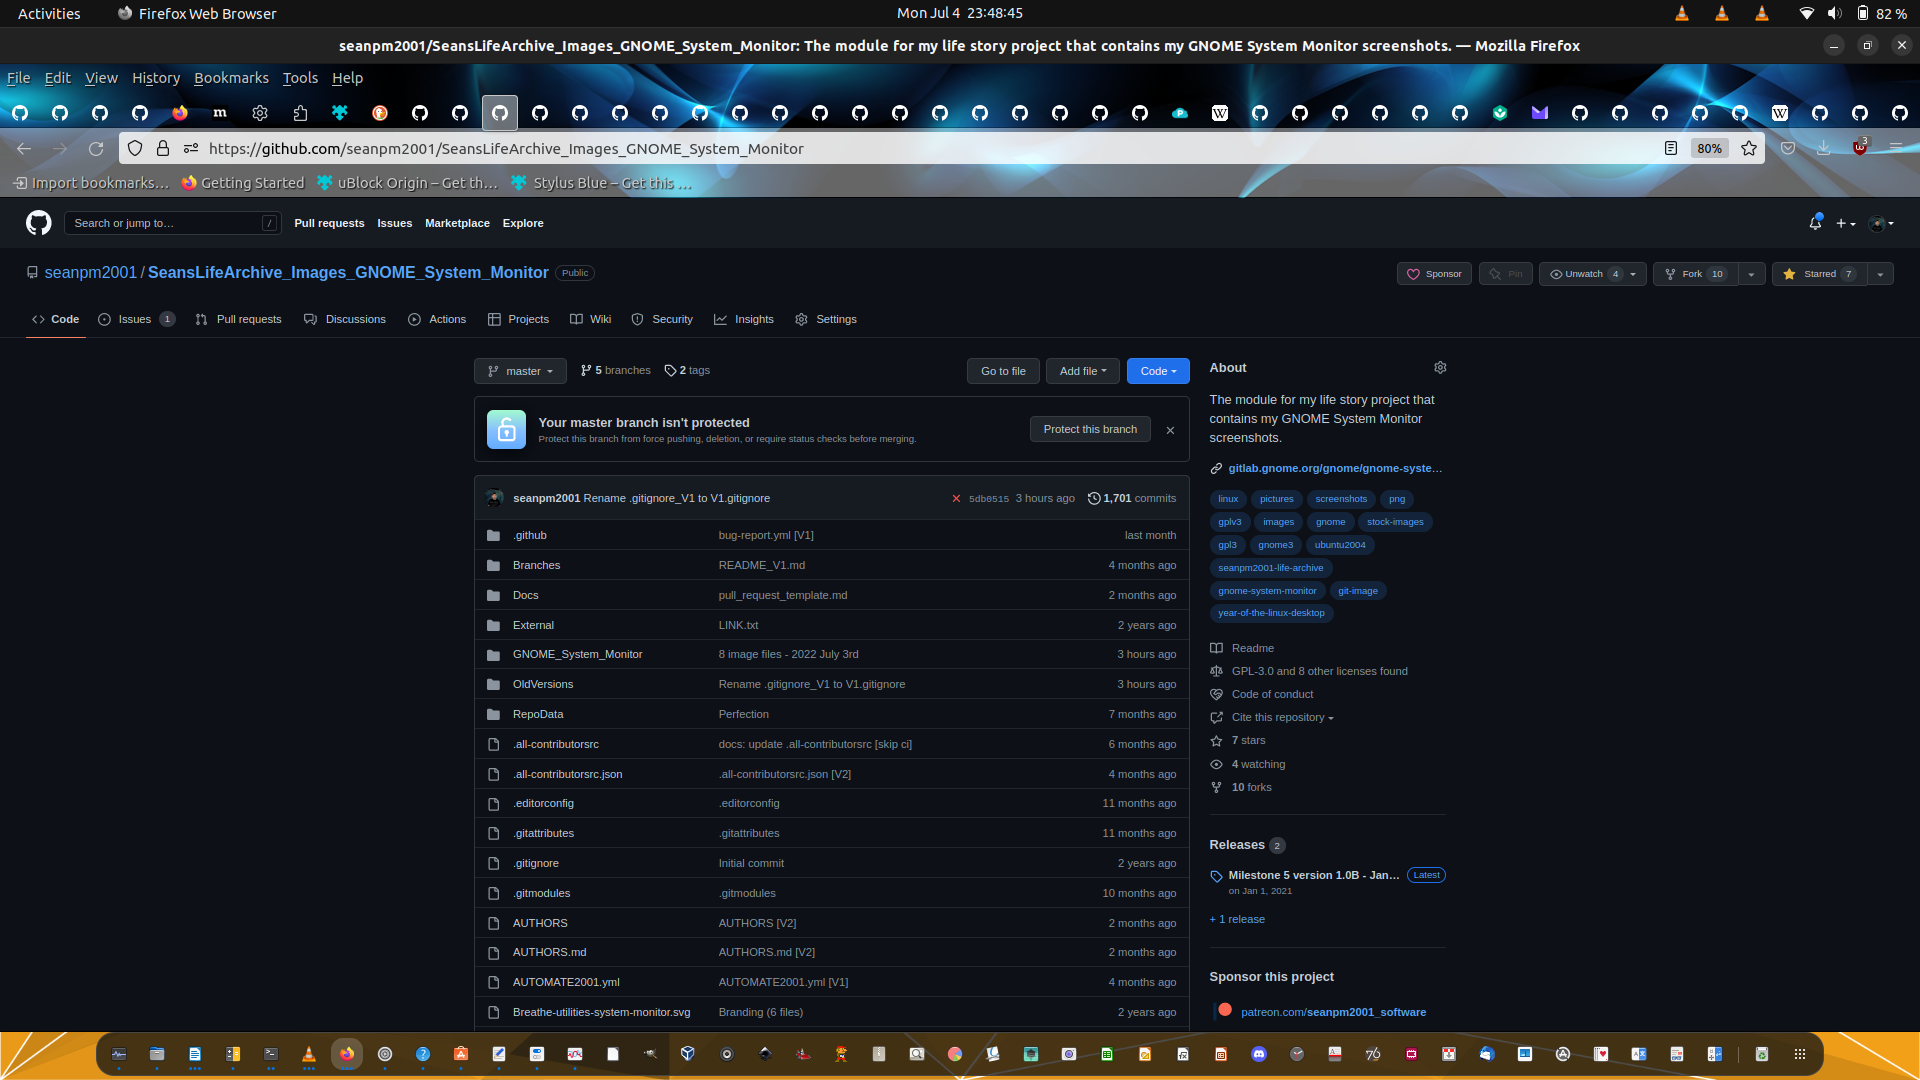 Activities Firefox Web Browser Mon Jul 4 23:48:45 82 %
seanpm2001/SeansLifeArchive_Images_GNOME_System_Monitor: The module for my life story project that contains my GNOME System Monitor screenshots. — Mozilla Firefox
File Edit View History Bookmarks Tools Help
https://github.com/seanpm2001/SeansLifeArchive_Images_GNOME_System_Monitor 80% 3
Import bookmarks… Getting Started uBlock Origin – Get th… Stylus Blue – Get this …
Search or jump to… / Pull requests Issues Marketplace Explore
seanpm2001 / SeansLifeArchive_Images_GNOME_System_Monitor Public Sponsor Pin Unwatch 4 Fork 10 Starred 7
Code Issues 1 Pull requests Discussions Actions Projects Wiki Security Insights Settings
master 5 branches 2 tags Go to file Add file Code
Your master branch isn't protected
Protect this branch from force pushing, deletion, or require status checks before merging.
Protect this branch
seanpm2001 Rename .gitignore_V1 to V1.gitignore 5db0515 3 hours ago 1,701 commits
.github bug-report.yml [V1] last month
Branches README_V1.md 4 months ago
Docs pull_request_template.md 2 months ago
External LINK.txt 2 years ago
GNOME_System_Monitor 8 image files - 2022 July 3rd 3 hours ago
OldVersions Rename .gitignore_V1 to V1.gitignore 3 hours ago
RepoData Perfection 7 months ago
.all-contributorsrc docs: update .all-contributorsrc [skip ci] 6 months ago
.all-contributorsrc.json .all-contributorsrc.json [V2] 4 months ago
.editorconfig .editorconfig 11 months ago
.gitattributes .gitattributes 11 months ago
.gitignore Initial commit 2 years ago
.gitmodules .gitmodules 10 months ago
AUTHORS AUTHORS [V2] 2 months ago
AUTHORS.md AUTHORS.md [V2] 2 months ago
AUTOMATE2001.yml AUTOMATE2001.yml [V1] 4 months ago
Breathe-utilities-system-monitor.svg Branding (6 files) 2 years ago
About
The module for my life story project that
contains my GNOME System Monitor
screenshots.
gitlab.gnome.org/gnome/gnome-syste…
linux pictures screenshots png
gplv3 images gnome stock-images
gpl3 gnome3 ubuntu2004
seanpm2001-life-archive
gnome-system-monitor git-image
year-of-the-linux-desktop
Readme
GPL-3.0 and 8 other licenses found
Code of conduct
Cite this repository
7 stars
4 watching
10 forks
Releases 2
Milestone 5 version 1.0B - Jan… Latest
on Jan 1, 2021
+ 1 release
Sponsor this project
patreon.com/seanpm2001_software